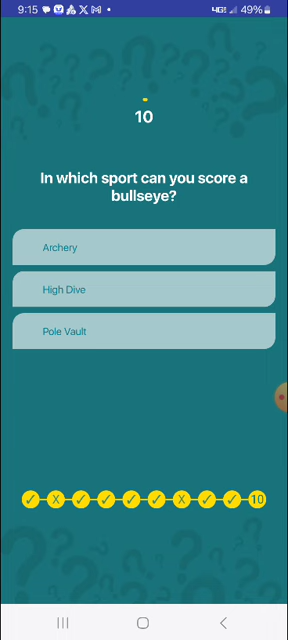 9:15
4G
49%
10
In which sport can you score a
bullseye?
Archery
High Dive
Pole Vault
10